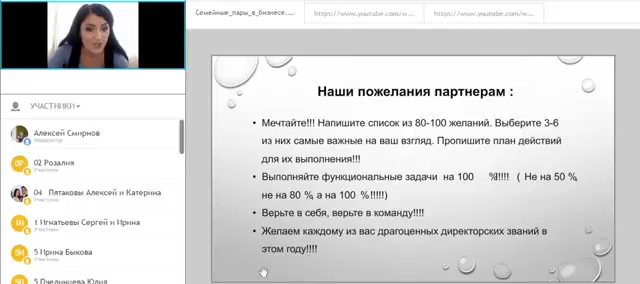 Семейные_пары_в_бизнесе....
https://www.youtube.com/w...
https://www.youtube.com/w...
УЧАСТНИКИ
Алексей Смирнов
Модератор
02 Розалия
Участник
04 Пятаковы Алексей и Катерина
Участник
1 Игнатьевы Сергей и Ирина
Участник
5 Ирина Быкова
Участник
5 Пчелинцева Юлия
Наши пожелания партнерам :
• Мечтайте!!! Напишите список из 80-100 желаний. Выберите 3-6
из них самые важные на ваш взгляд. Пропишите план действий
для их выполнения!!!
• Выполняйте функциональные задачи на 100 %!!!!! ( Не на 50 %,
не на 80 %, а на 100 %!!!!!)
• Верьте в себя, верьте в команду!!!!
• Желаем каждому из вас драгоценных директорских званий в
этом году!!!!